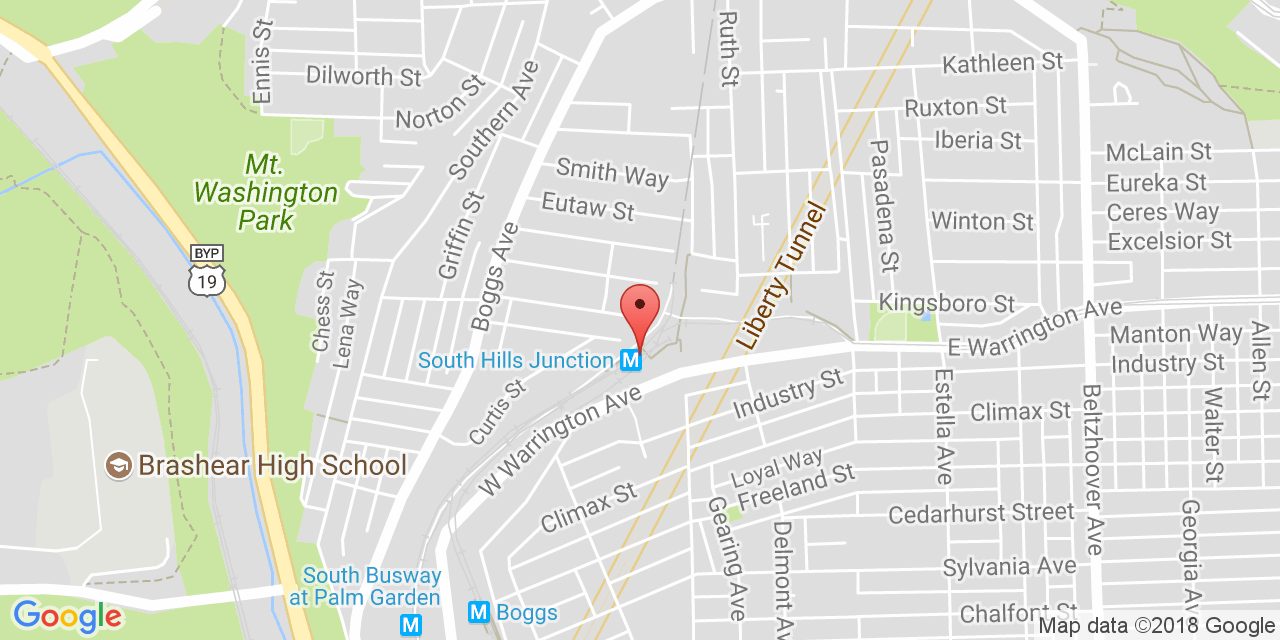 Ennis St
Dilworth St
Norton St
Southern Ave
Ruth St
Kathleen St
Ruxton St
Iberia St
McLain St
Eureka St
Ceres Way
Excelsior St
Winton St
Pasadena St
Mt.
Washington
Park
Smith Way
Eutaw St
Griffin St
Boggs Ave
BYP
19
Chess St
Lena Way
Liberty Tunnel
Kingsboro St
E Warrington Ave
Manton Way
Industry St
Allen St
South Hills Junction
M
Curtis St
W Warrington Ave
Industry St
Estella Ave
Climax St
Beltzhoover Ave
Walter St
Brashear High School
Loyal Way
Freeland St
Climax St
Gearing Ave
Delmont Av
Cedarhurst Street
Georgia Av
Sylvania Ave
South Busway
at Palm Garden
M
M
Boggs
Chalfont St
Google
Map data ©2018 Google